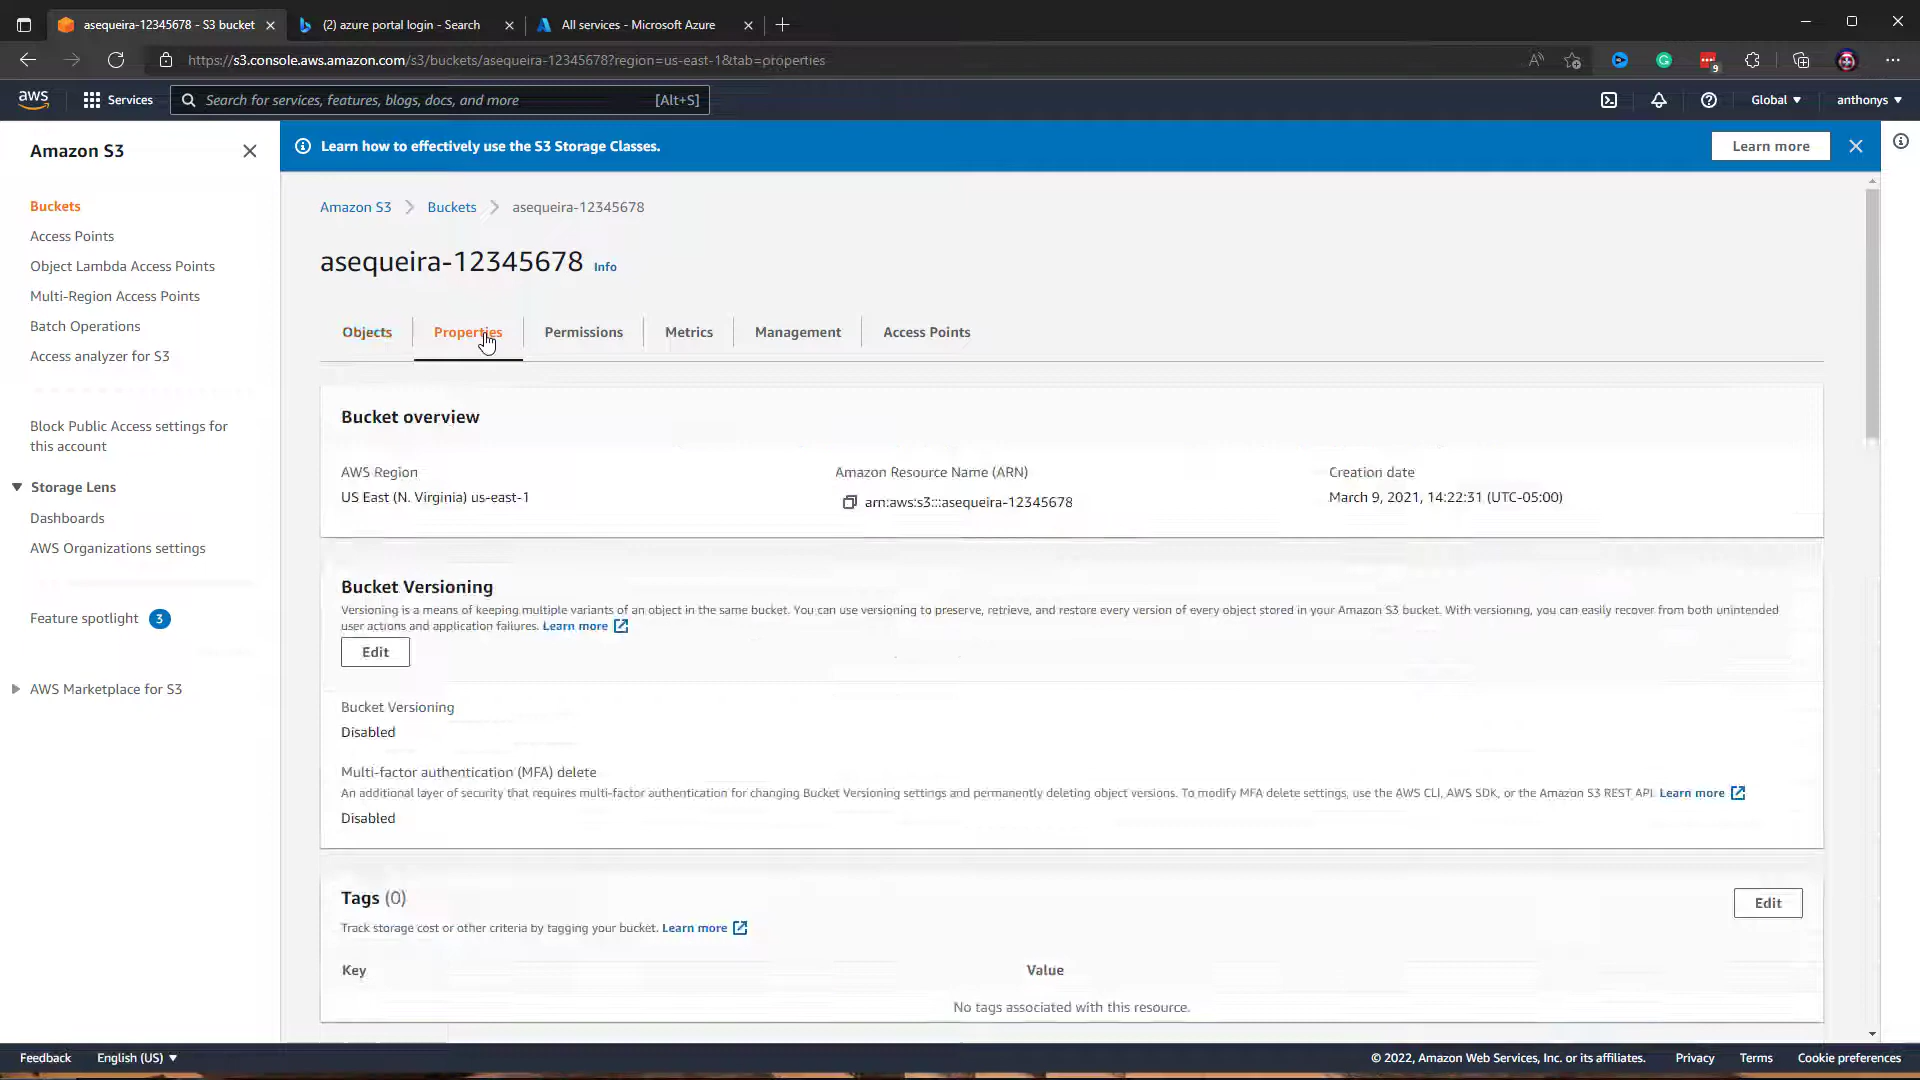 asequeira-12345678 - S3 bucket
(2) azure portal login - Search
All services - Microsoft Azure
https://s3.console.aws.amazon.com/s3/buckets/asequeira-12345678?region=us-east-1&tab=properties
9
aws
Services
Search for services, features, blogs, docs, and more
[Alt+S]
Global
anthonys
Amazon S3
Learn how to effectively use the S3 Storage Classes.
Learn more
Buckets
Access Points
Object Lambda Access Points
Multi-Region Access Points
Batch Operations
Access analyzer for S3
Block Public Access settings for
this account
Storage Lens
Dashboards
AWS Organizations settings
Feature spotlight 3
AWS Marketplace for S3
Amazon S3 > Buckets > asequeira-12345678
asequeira-12345678 Info
Objects
Properties
Permissions
Metrics
Management
Access Points
Bucket overview
AWS Region
US East (N. Virginia) us-east-1
Amazon Resource Name (ARN)
arn:aws:s3:::asequeira-12345678
Creation date
March 9, 2021, 14:22:31 (UTC-05:00)
Bucket Versioning
Versioning is a means of keeping multiple variants of an object in the same bucket. You can use versioning to preserve, retrieve, and restore every version of every object stored in your Amazon S3 bucket. With versioning, you can easily recover from both unintended
user actions and application failures. Learn more
Edit
Bucket Versioning
Disabled
Multi-factor authentication (MFA) delete
An additional layer of security that requires multi-factor authentication for changing Bucket Versioning settings and permanently deleting object versions. To modify MFA delete settings, use the AWS CLI, AWS SDK, or the Amazon S3 REST API. Learn more
Disabled
Tags (0)
Edit
Track storage cost or other criteria by tagging your bucket. Learn more
Key
Value
No tags associated with this resource.
Feedback
English (US)
© 2022, Amazon Web Services, Inc. or its affiliates.
Privacy
Terms
Cookie preferences